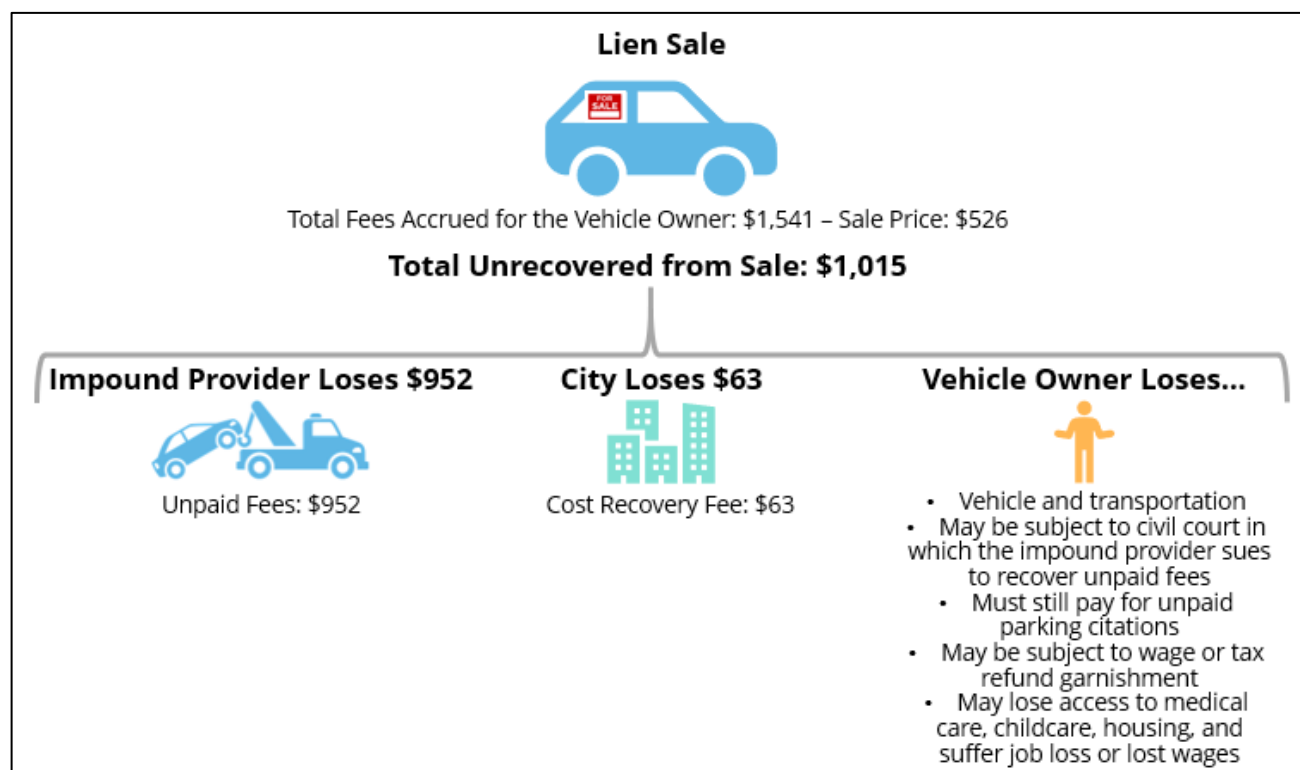 Lien Sale
FOR
SALE
Total Fees Accrued for the Vehicle Owner: $1,541 – Sale Price: $526
Total Unrecovered from Sale: $1,015
Impound Provider Loses $952
Unpaid Fees: $952
City Loses $63
Cost Recovery Fee: $63
Vehicle Owner Loses...
• Vehicle and transportation
• May be subject to civil court in
which the impound provider sues
to recover unpaid fees
• Must still pay for unpaid
parking citations
• May be subject to wage or tax
refund garnishment
• May lose access to medical
care, childcare, housing, and
suffer job loss or lost wages